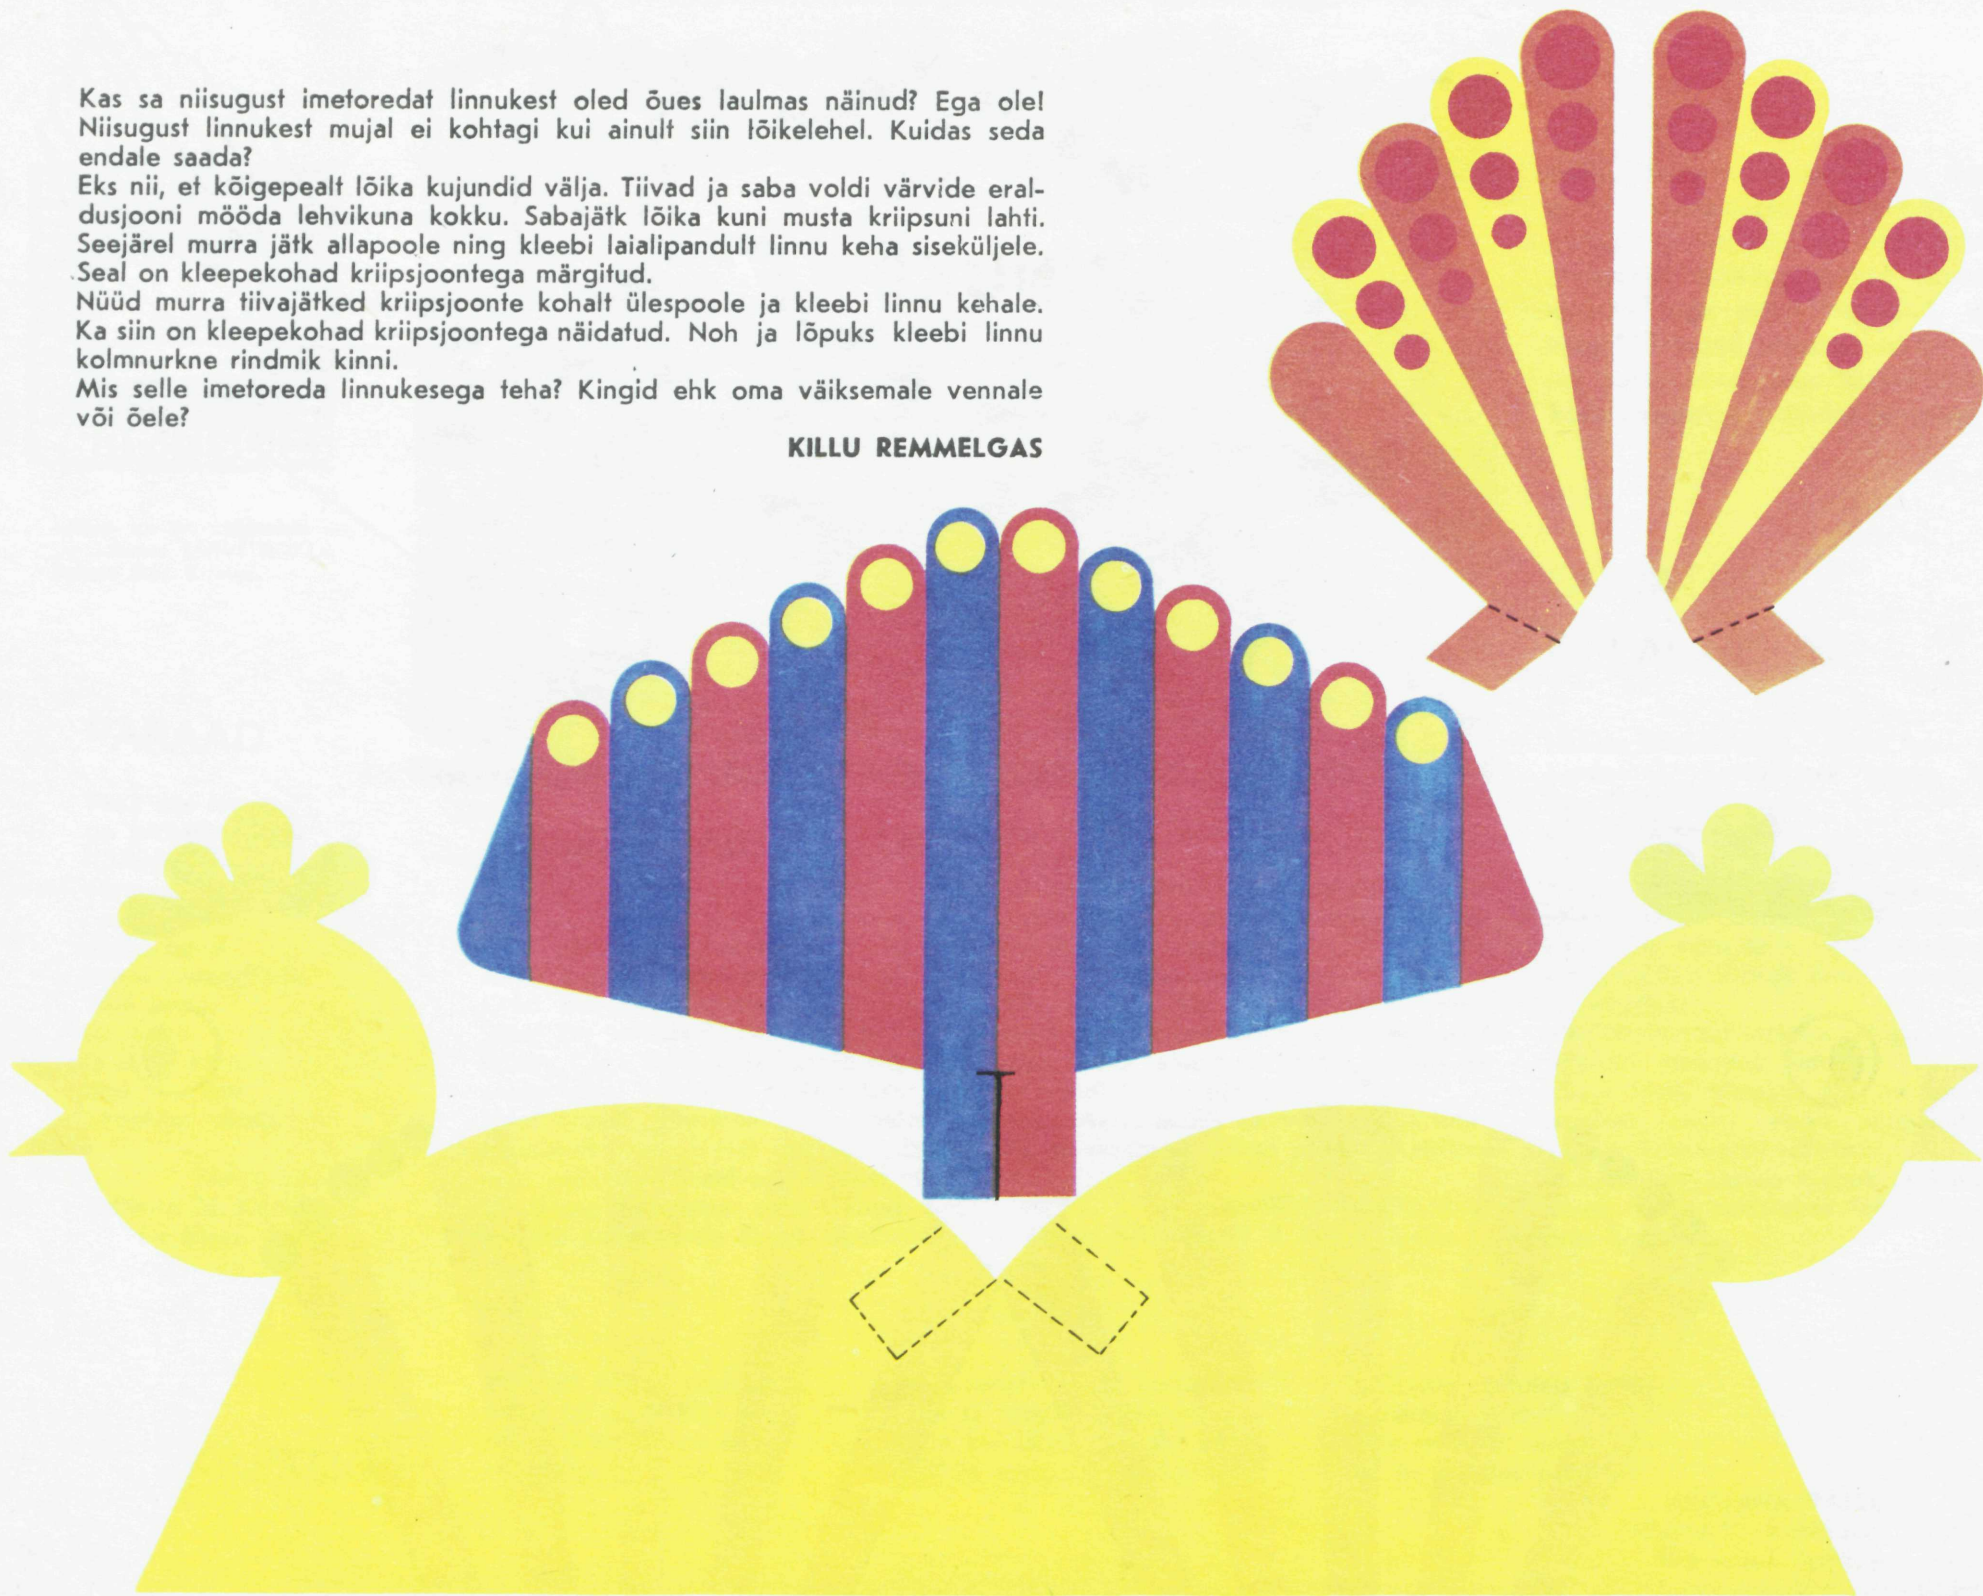 Kas sa niisugust imetoredat linnukest oled õues laulmas näinud? Ega ole!
Niisugust linnukest mujal ei kohtagi kui ainult siin lõikelehel. Kuidas seda
endale saada?
Eks nii, et kõigepealt lõika kujundid välja. Tiivad ja saba voldi värvide eral-
dusjooni mööda lehvikuna kokku. Sabajätk lõika kuni musta kriipsuni lahti.
Seejärel murra jätk allapoole ning kleebi laialipandult linnu keha siseküljele.
Seal on kleepekohad kriipsjoontega märgitud.
Nüüd murra tiivajätked kriipsjoonte kohalt ülespoole ja kleebi linnu kehale.
Ka siin on kleepekohad kriipsjoontega näidatud. Noh ja lõpuks kleebi linnu
kolmnurkne rindmik kinni.
Mis selle imetoreda linnukesega teha? Kingid ehk oma väiksemale vennale
või õele?
KILLU REMMELGAS